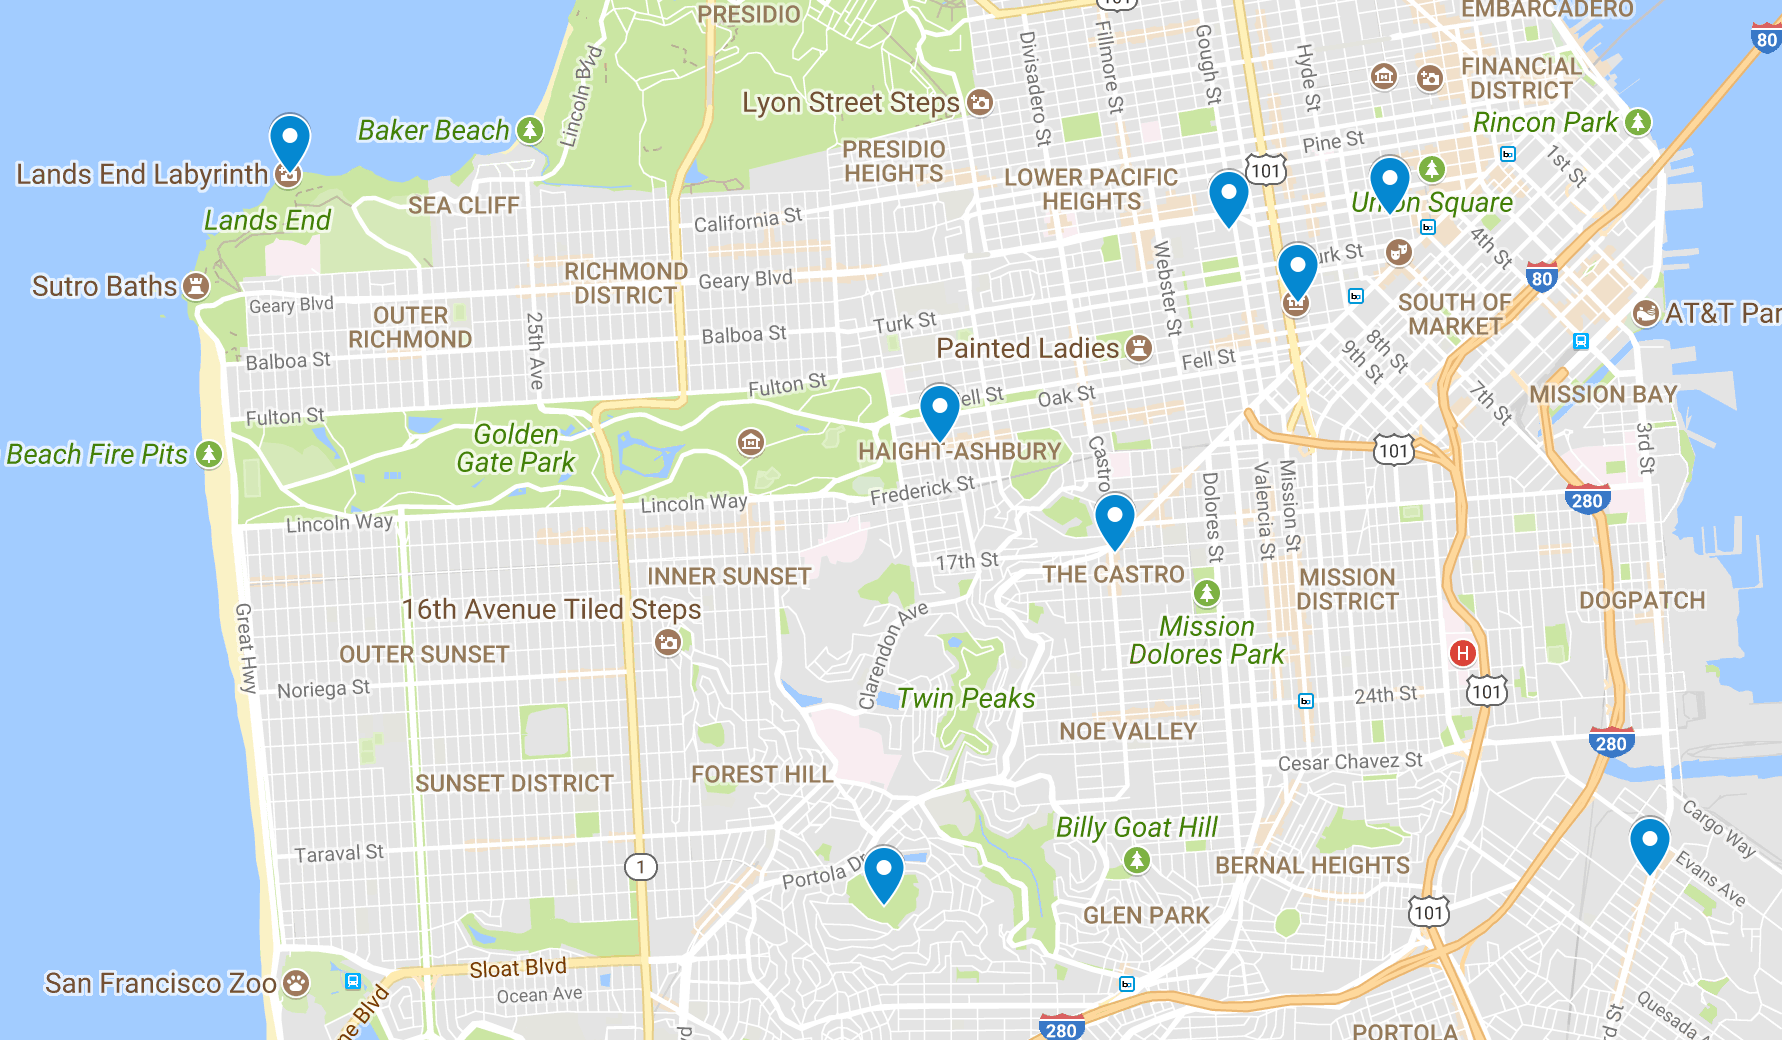 PRESIDIO
101
EMBARCADERO
80
Lincoln Blvd
Divisadero St
Fillmore St
Gough St
Hyde St
FINANCIAL
DISTRICT
Lyon Street Steps
Baker Beach
Rincon Park
Pine St
101
1st St
PRESIDIO
HEIGHTS
LOWER PACIFIC
HEIGHTS
Lands End Labyrinth
SEA CLIFF
Lands End
California St
Union Square
4th St
Webster St
urk St
RICHMOND
DISTRICT
Geary Blvd
80
Sutro Baths
Geary Blvd
SOUTH OF
MARKET
AT&T Par
OUTER
RICHMOND
25th Ave
Balboa St
Turk St
Painted Ladies
Fell St
8th St
9th St
Balboa St
Fulton St
ell St
Oak St
7th St
MISSION BAY
Fulton St
Golden
Gate Park
HAIGHT-ASHBURY
Castro
101
3rd St
Beach Fire Pits
Frederick St
Dolores St
Valencia St
Mission St
280
Lincoln Way
Lincoln Way
17th St
THE CASTRO
INNER SUNSET
MISSION
DISTRICT
DOGPATCH
16th Avenue Tiled Steps
Clarendon Ave
Mission
Dolores Park
Great Hwy
OUTER SUNSET
H
Noriega St
Twin Peaks
24th St
101
NOE VALLEY
280
Cesar Chavez St
SUNSET DISTRICT
FOREST HILL
Billy Goat Hill
Cargo Way
Taraval St
1
Portola Dr
BERNAL HEIGHTS
Evans Ave
GLEN PARK
101
San Francisco Zoo
Sloat Blvd
Ocean Ave
ne Blvd
280
PORTOLA
rd St
Quesada A